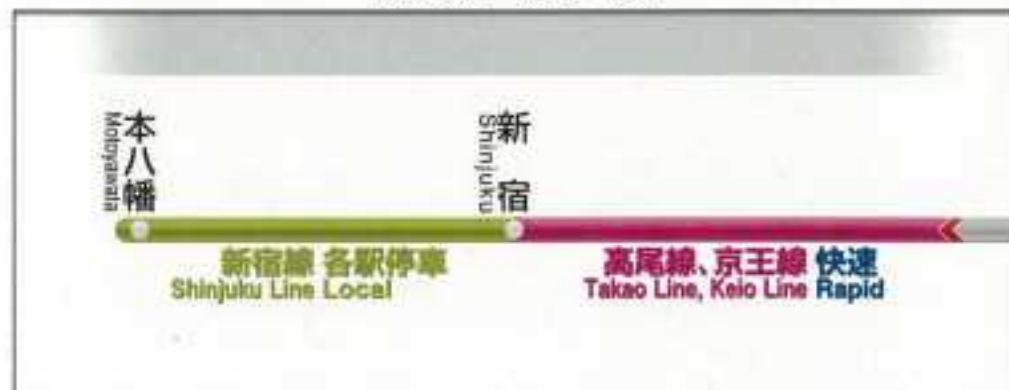 本八幡
Motoyawata
新宿
Shinjuku
新宿線 各駅停車
Shinjuku Line Local
高尾線、京王線 快速
Takao Line, Keio Line Rapid